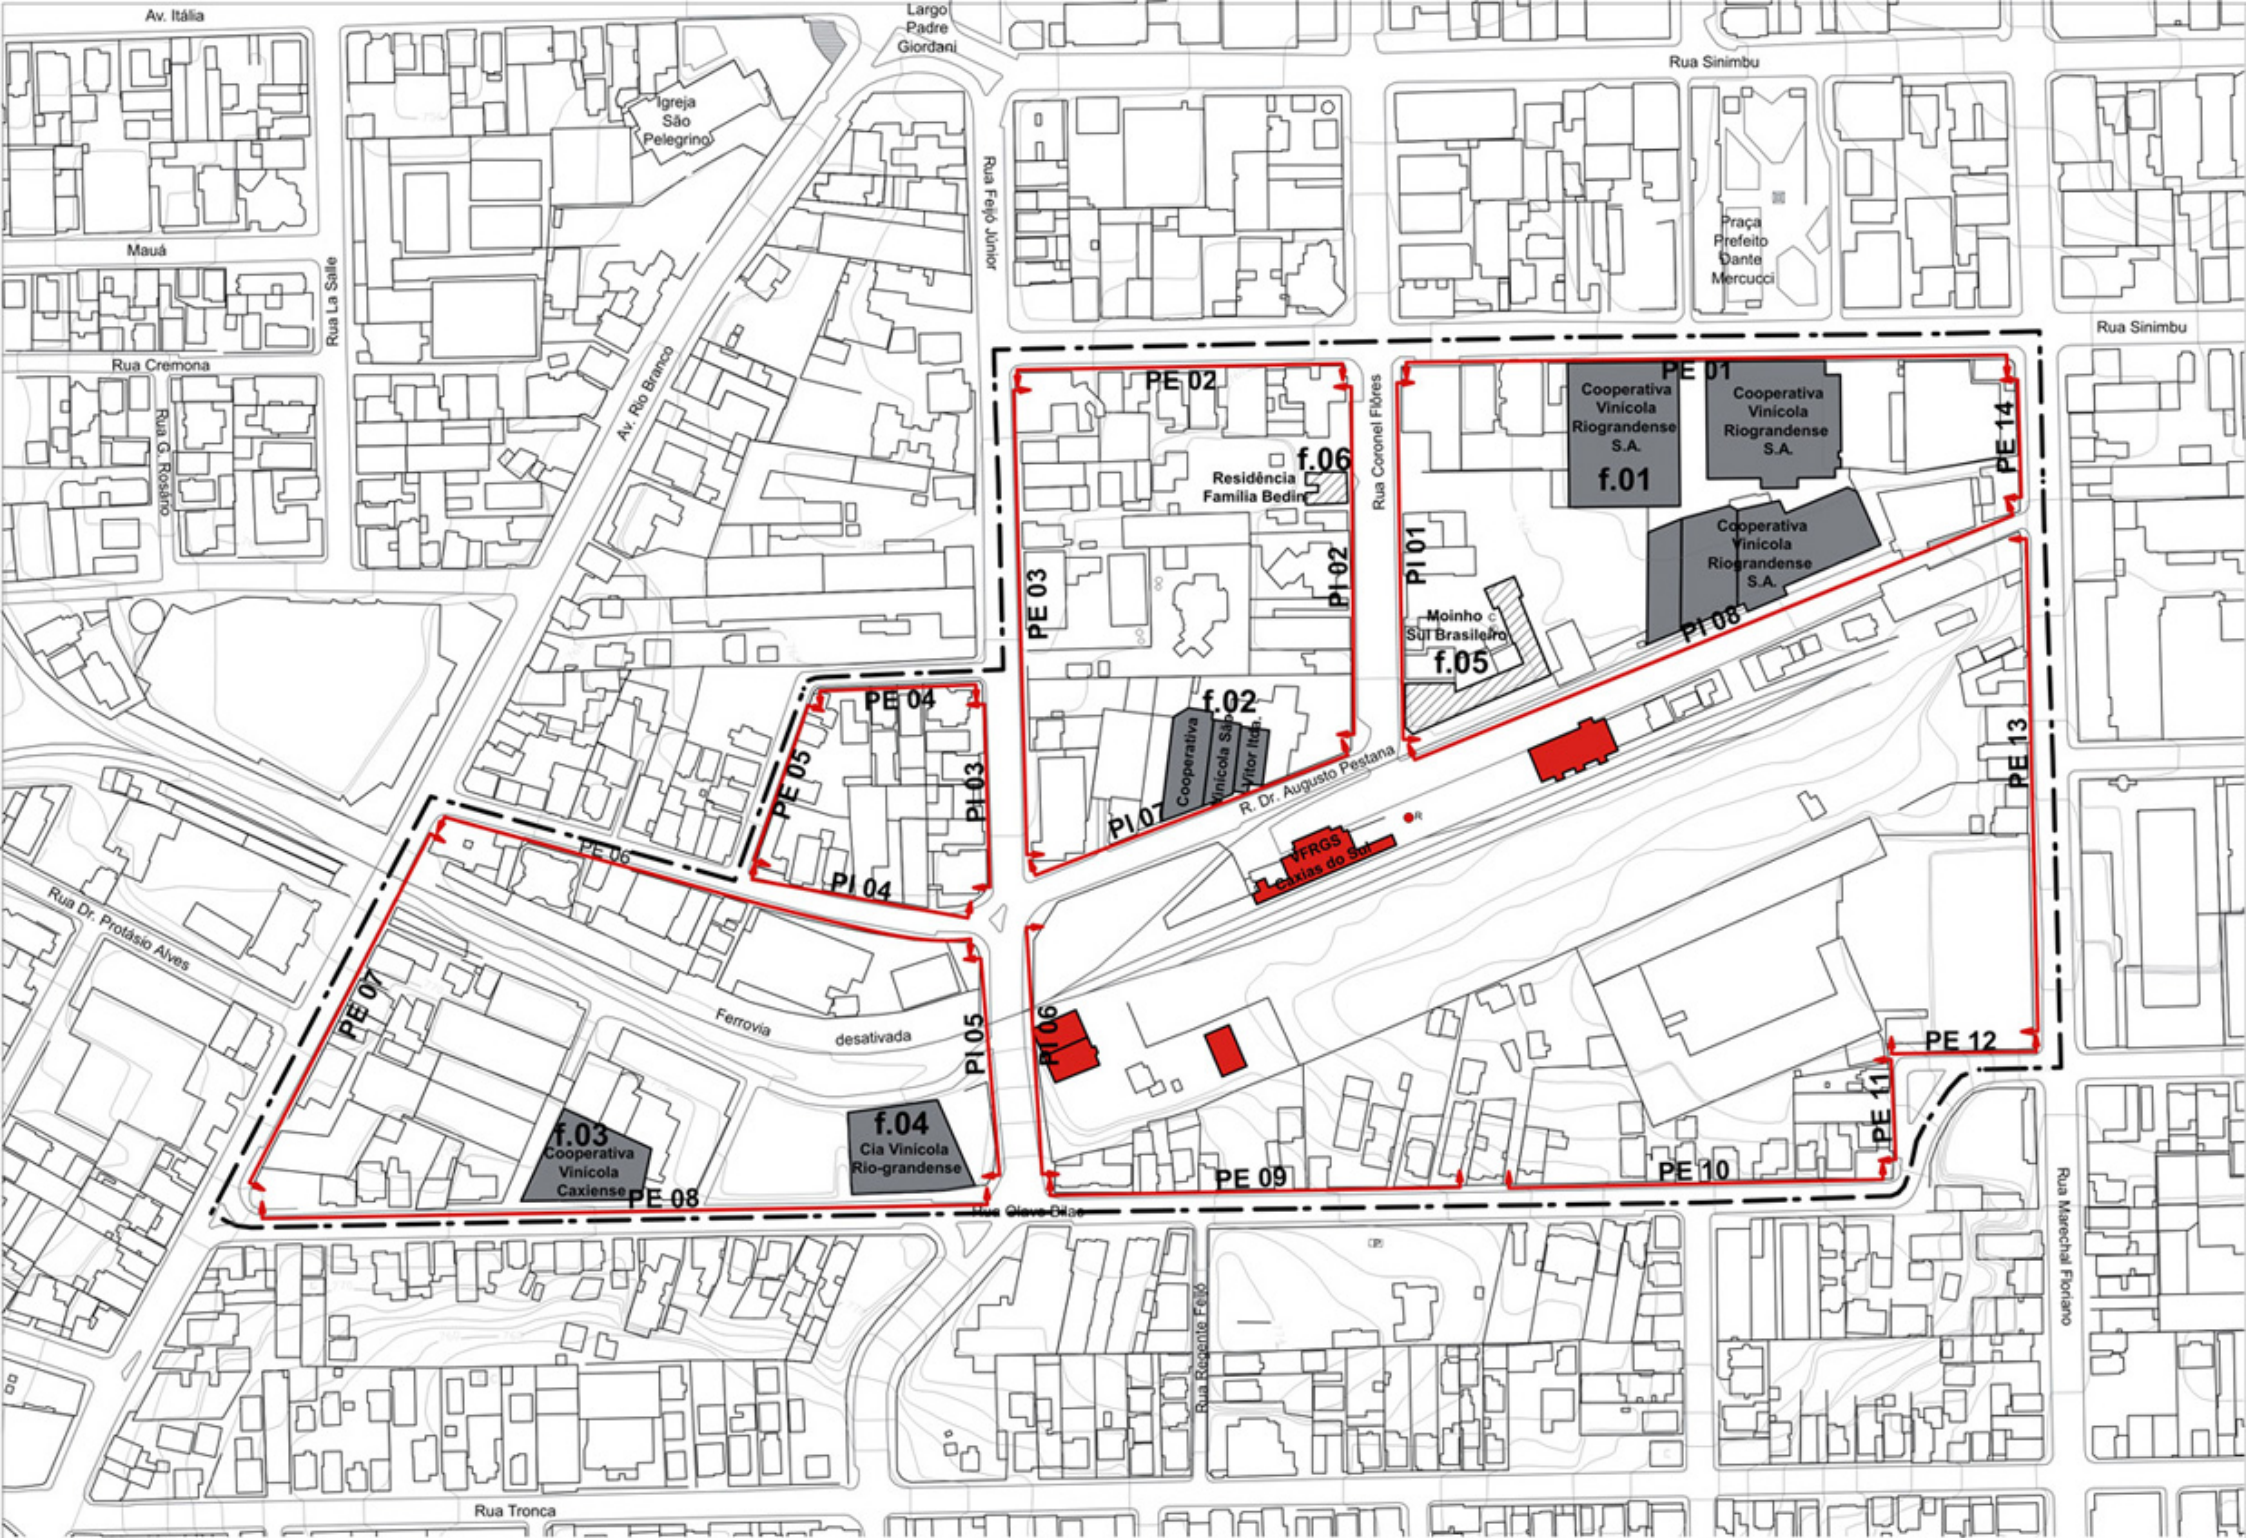 Av. Itália
Largo
Padre
Giordani
Rua Sinimbu
Igreja
São
Pelegrino
Rua Feijó Júnior
Praça
Prefeito
Dante
Mercucci
Mauá
Rua La Salle
Rua Sinimbu
Rua Cremona
Av. Rio Branco
Rua G. Rosário
PE 02
Rua Coronel Flôres
PE 01
Cooperativa
Vinícola
Riograndense
S.A.
f.01
Cooperativa
Vinícola
Riograndense
S.A.
PE 14
f.06
Residência
Família Bedin
Cooperativa
Vinícola
Riograndense
S.A.
PE 03
PI 02
PI 01
Moinho
Sul Brasileiro
f.05
PI 08
PE 04
f.02
Cooperativa
Vinícola São
Vitor ltda.
PE 05
PI 03
PI 07
R. Dr. Augusto Pestana
PE 13
R
VFRGS
Caxias do Sul
PE 06
PI 04
Rua Dr. Protásio Alves
PE 07
Ferrovia
desativada
PI 05
PI 06
PE 12
PE 11
f.03
Cooperativa
Vinícola
Caxiense
f.04
Cia Vinícola
Rio-grandense
PE 08
PE 09
PE 10
Rua Olavo Bilac
Rua Marechal Floriano
Rua Regente Feijó
Rua Tronca